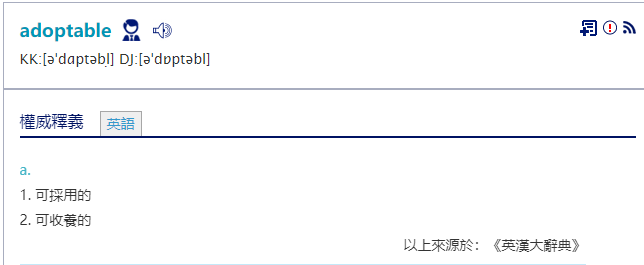 adoptable
KK:[əˈdɑptəbḷ] DJ:[əˈdɒptəbl]
權威釋義 英語
a.
1. 可採用的
2. 可收養的
以上來源於：《英漢大辭典》